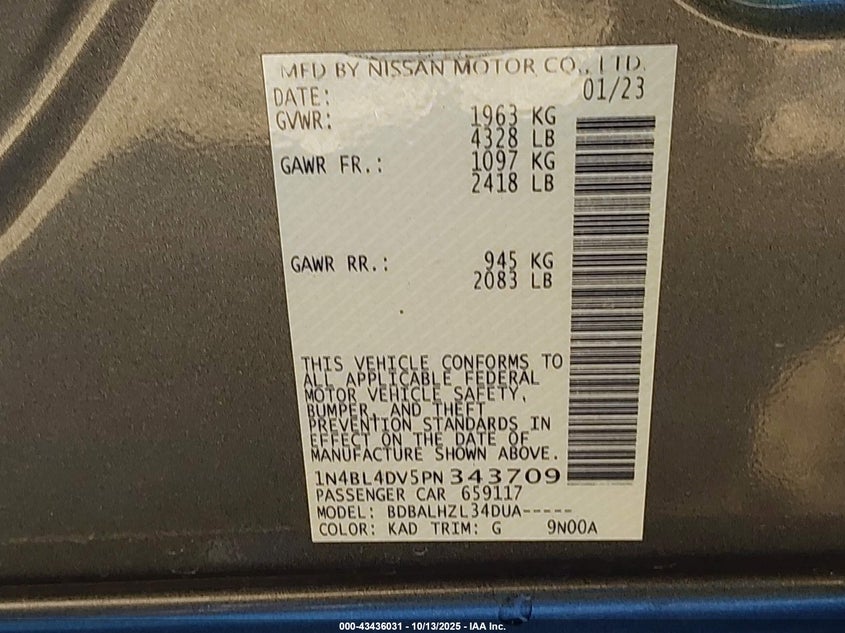 MFD BY NISSAN MOTOR CO., LTD.
DATE: 01/23
GVWR: 1963 KG
4328 LB
GAWR FR.: 1097 KG
2418 LB
GAWR RR.: 945 KG
2083 LB
THIS VEHICLE CONFORMS TO
ALL APPLICABLE FEDERAL
MOTOR VEHICLE SAFETY,
BUMPER, AND THEFT
PREVENTION STANDARDS IN
EFFECT ON THE DATE OF
MANUFACTURE SHOWN ABOVE.
1N4BL4DV5PN343709
PASSENGER CAR 659117
MODEL: BDBALHZL34DUA-----
COLOR: KAD TRIM: G 9N00A
000-43436031 - 10/13/2025 - IAA Inc.